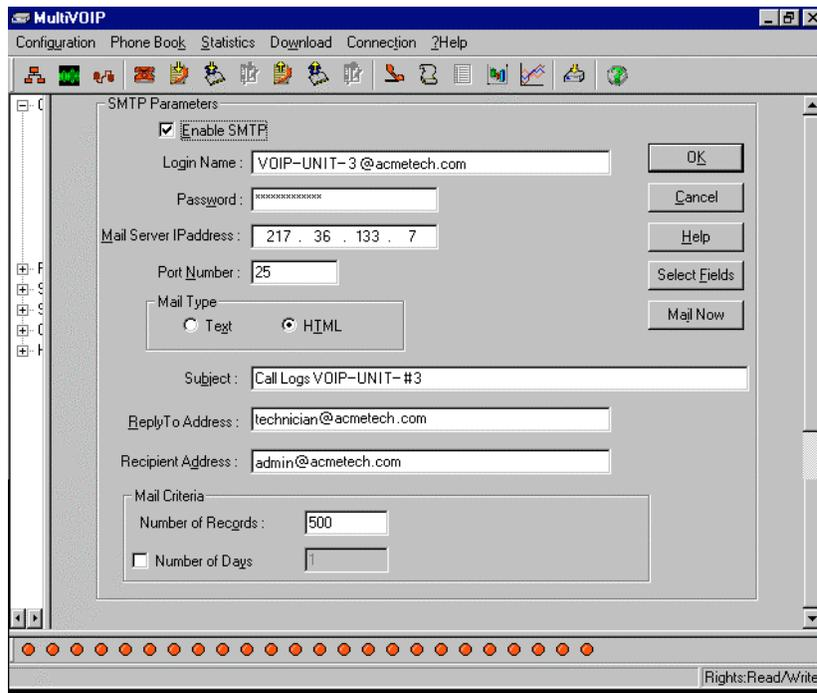 MultiVOIP
Configuration Phone Book Statistics Download Connection ?Help
SMTP Parameters
Enable SMTP
Login Name : VOIP-UNIT-3@acmetech.com
OK
Password : *************
Cancel
Mail Server IPaddress : 217 . 36 . 133 . 7
Help
Port Number : 25
Select Fields
Mail Type
Text HTML
Mail Now
Subject : Call Logs VOIP-UNIT-#3
ReplyTo Address : technician@acmetech.com
Recipient Address : admin@acmetech.com
Mail Criteria
Number of Records : 500
Number of Days 1
Rights:Read/Write